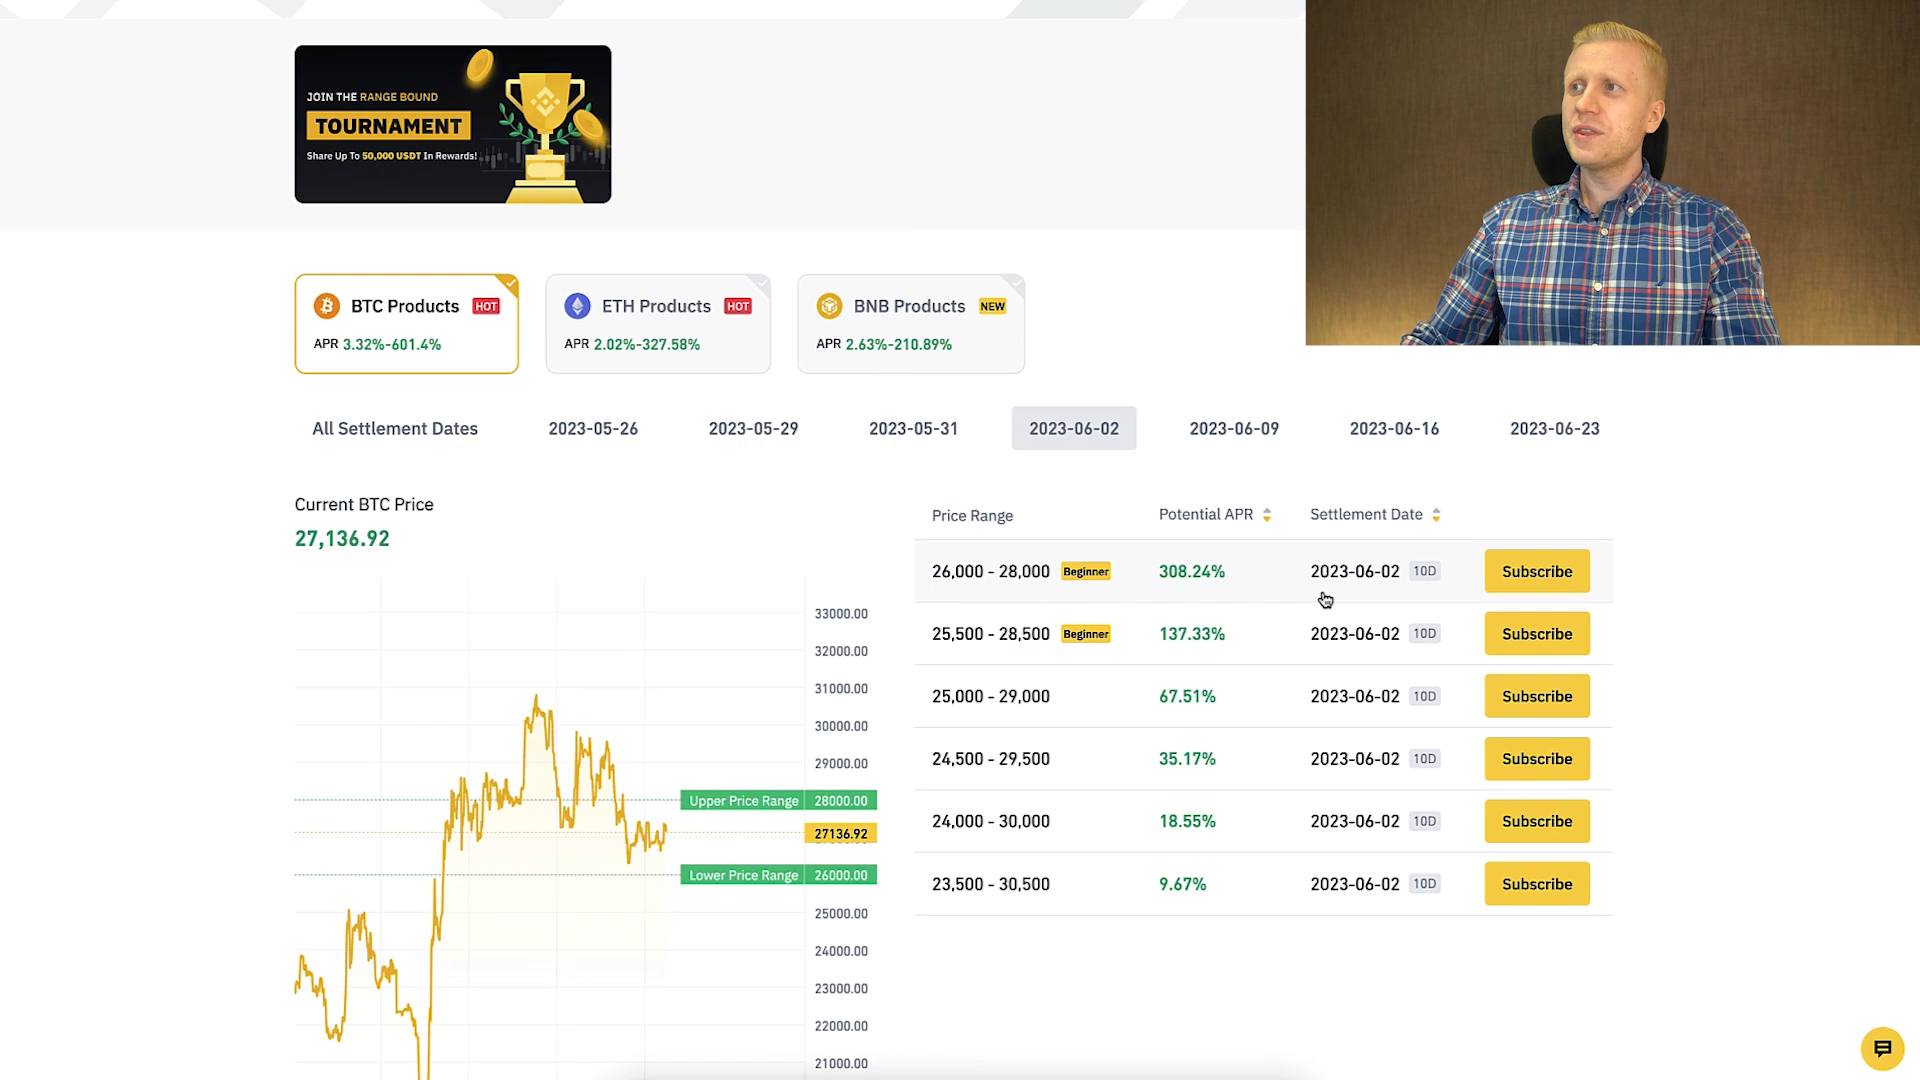 JOIN THE RANGE BOUND
TOURNAMENT
Share Up To 50,000 USDT In Rewards!
BTC Products HOT
APR 3.32%-601.4%
ETH Products HOT
APR 2.02%-327.58%
BNB Products NEW
APR 2.63%-210.89%
All Settlement Dates 2023-05-26 2023-05-29 2023-05-31 2023-06-02 2023-06-09 2023-06-16 2023-06-23
Current BTC Price
27,136.92
33000.00
32000.00
31000.00
30000.00
29000.00
Upper Price Range 28000.00
27136.92
Lower Price Range 26000.00
25000.00
24000.00
23000.00
22000.00
21000.00
Price Range Potential APR Settlement Date
26,000 - 28,000 Beginner 308.24% 2023-06-02 10D Subscribe
25,500 - 28,500 Beginner 137.33% 2023-06-02 10D Subscribe
25,000 - 29,000 67.51% 2023-06-02 10D Subscribe
24,500 - 29,500 35.17% 2023-06-02 10D Subscribe
24,000 - 30,000 18.55% 2023-06-02 10D Subscribe
23,500 - 30,500 9.67% 2023-06-02 10D Subscribe